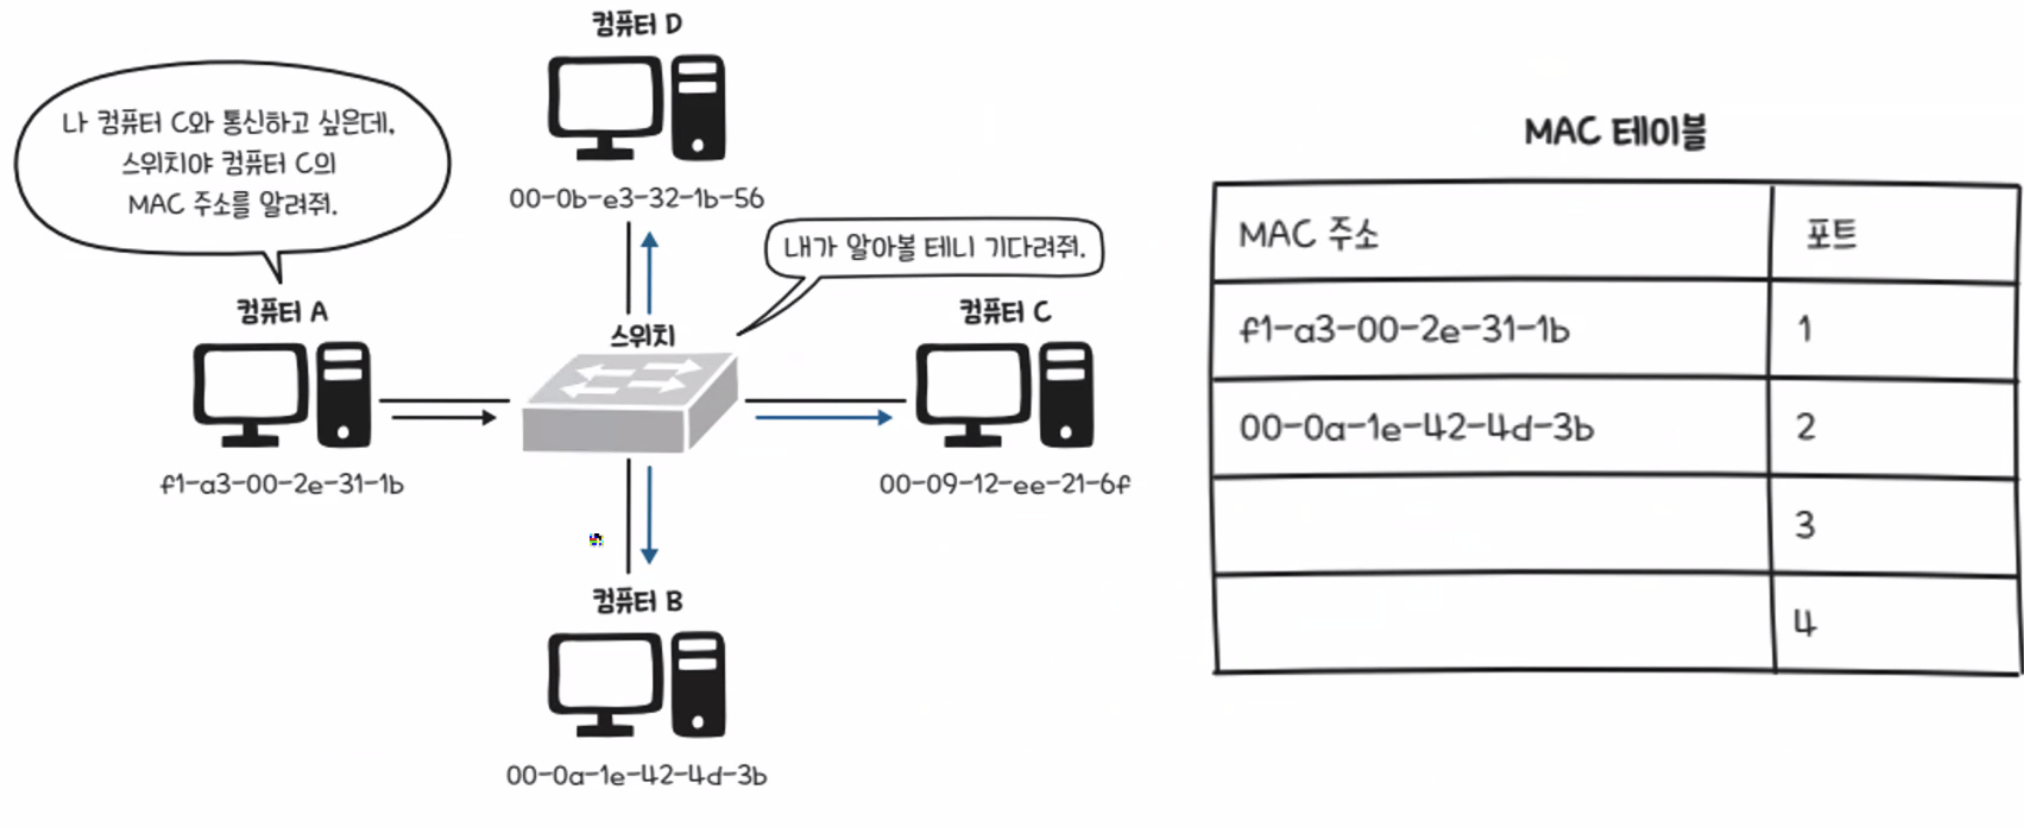 컴퓨터 D
나 컴퓨터 C와 통신하고 싶은데,
스위치야 컴퓨터 C의
MAC 주소를 알려줘.
00-0b-e3-32-1b-56
내가 알아볼 테니 기다려줘.
컴퓨터 A
스위치
컴퓨터 C
f1-a3-00-2e-31-1b
00-09-12-ee-21-6f
컴퓨터 B
00-0a-1e-42-4d-3b
MAC 테이블
MAC 주소 포트
f1-a3-00-2e-31-1b 1
00-0a-1e-42-4d-3b 2
3
4